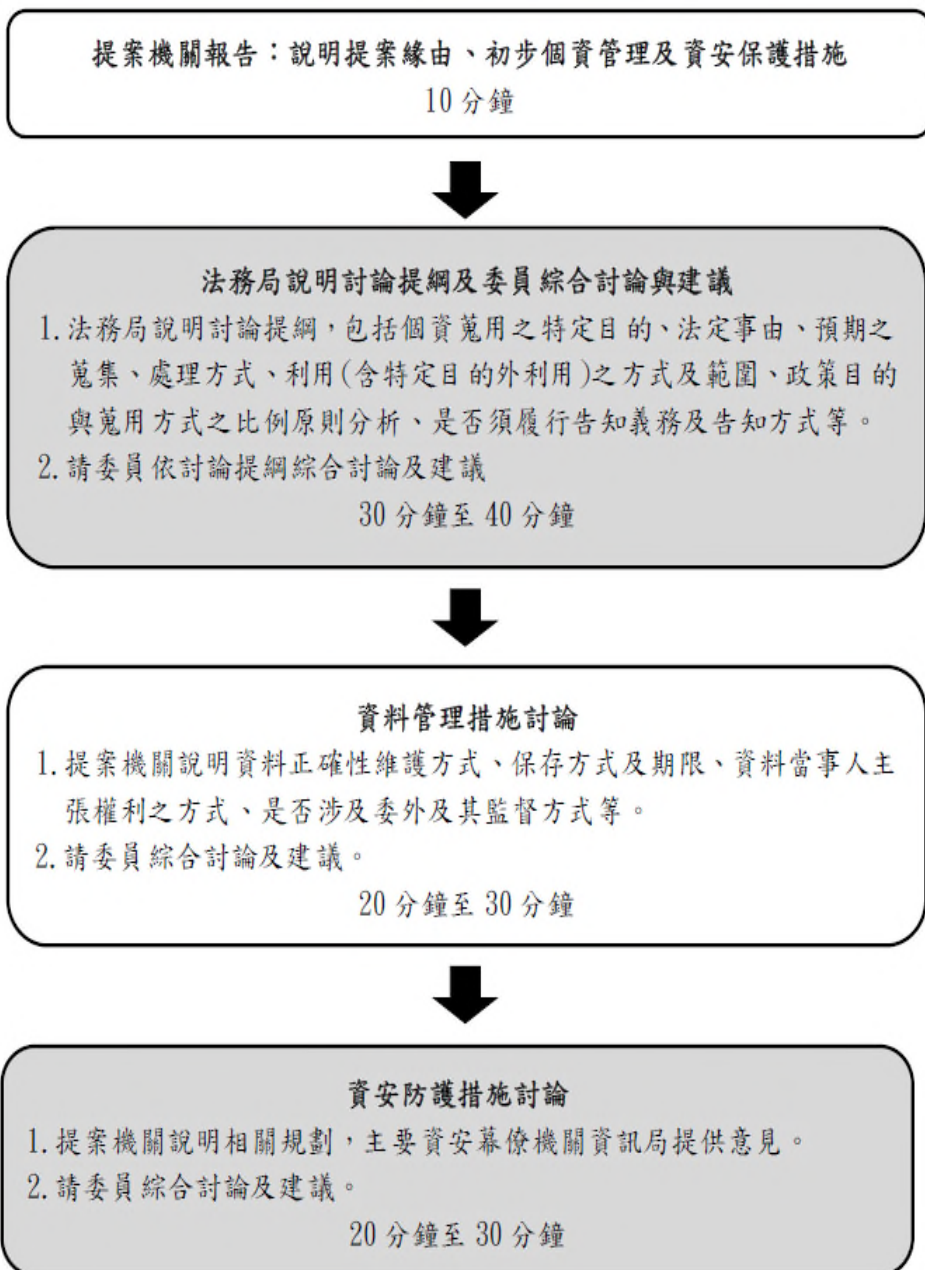 提案機關報告：說明提案緣由、初步個資管理及資安保護措施
10 分鐘
法務局說明討論提綱及委員綜合討論與建議
1. 法務局說明討論提綱，包括個資蒐用之特定目的、法定事由、預期之
蒐集、處理方式、利用(含特定目的外利用)之方式及範圍、政策目的
與蒐用方式之比例原則分析、是否須履行告知義務及告知方式等。
2. 請委員依討論提綱綜合討論及建議
30 分鐘至 40 分鐘
資料管理措施討論
1. 提案機關說明資料正確性維護方式、保存方式及期限、資料當事人主
張權利之方式、是否涉及委外及其監督方式等。
2. 請委員綜合討論及建議。
20 分鐘至 30 分鐘
資安防護措施討論
1. 提案機關說明相關規劃，主要資安幕僚機關資訊局提供意見。
2. 請委員綜合討論及建議。
20 分鐘至 30 分鐘